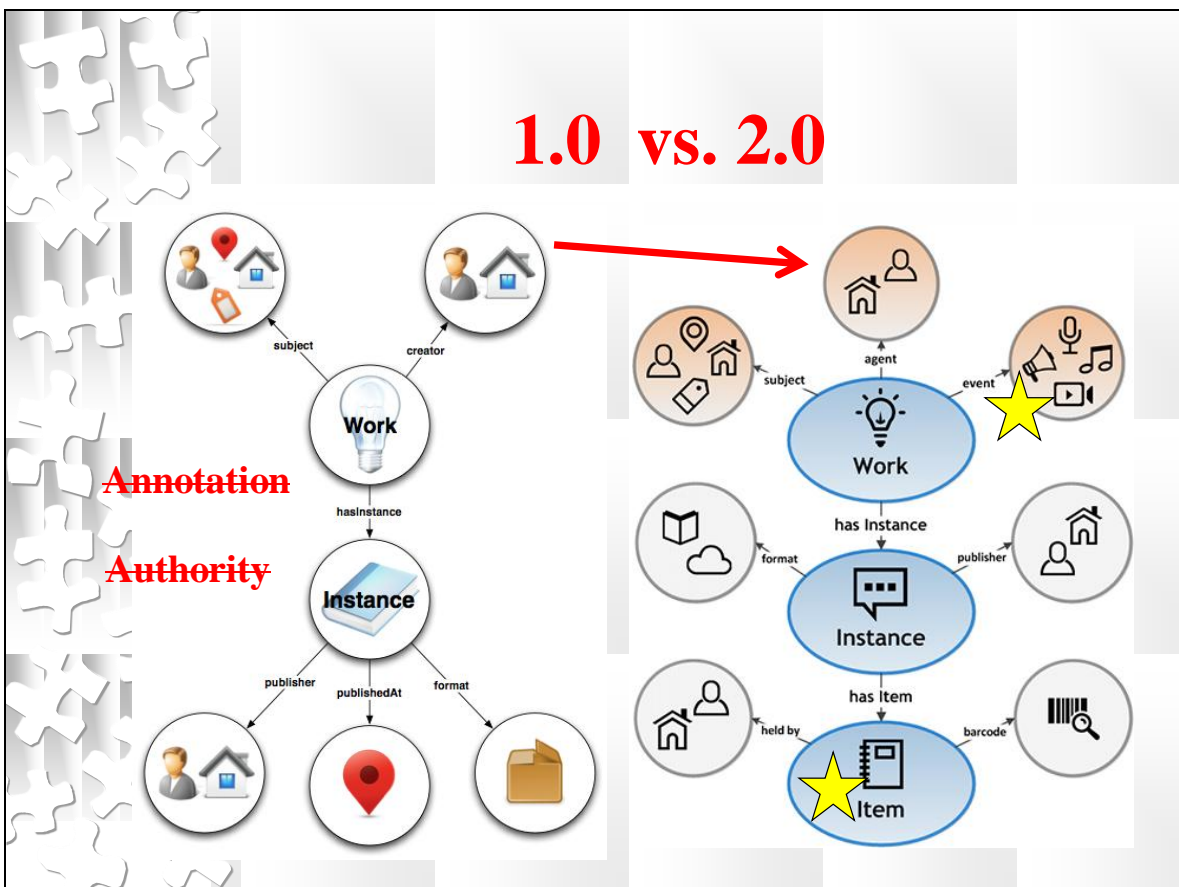 1.0 vs. 2.0
subject
creator
Work
hasInstance
Annotation
Authority
Instance
publisher
publishedAt
format
agent
subject
event
Work
has Instance
format
publisher
Instance
has Item
held by
barcode
Item